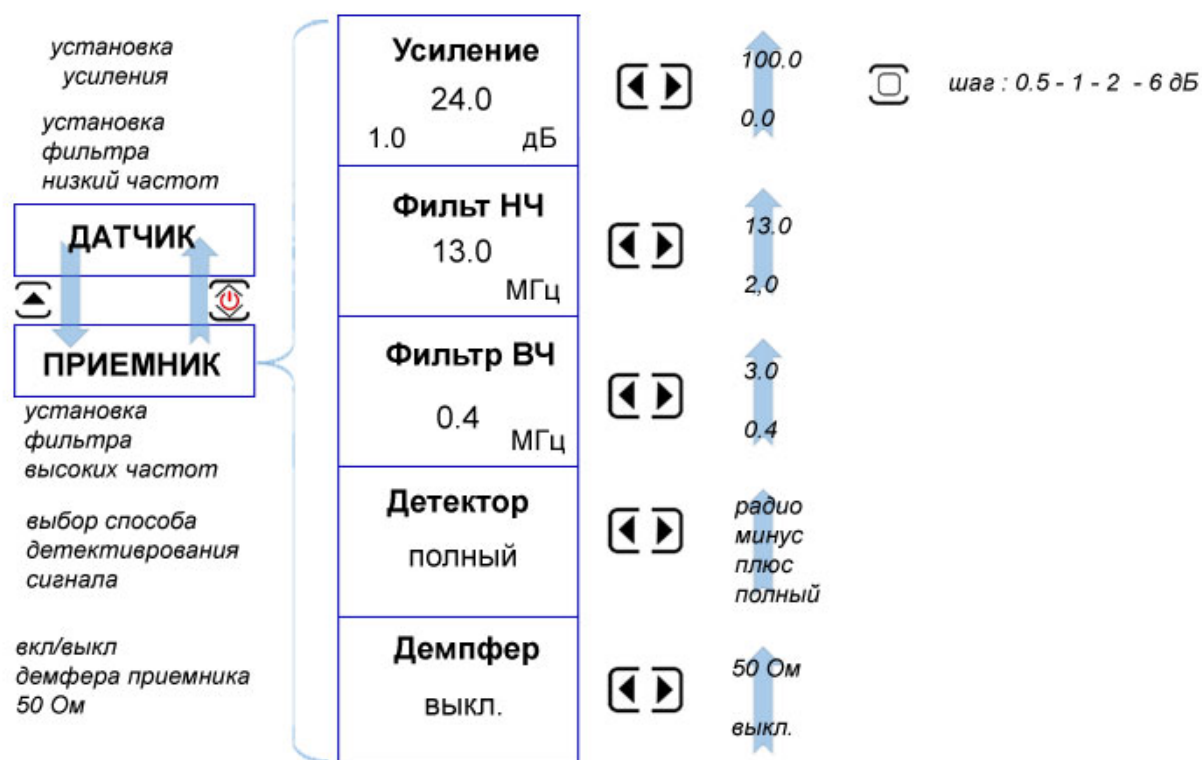 установка
усиления
установка
фильтра
низкий частот
ДАТЧИК
ПРИЕМНИК
установка
фильтра
высоких частот
выбор способа
детективрования
сигнала
вкл/выкл
демфера приемника
50 Ом
Усиление
24.0
1.0 дБ
100.0
0.0
шаг : 0.5 - 1 - 2 - 6 дБ
Фильт НЧ
13.0
МГц
13.0
2,0
Фильтр ВЧ
0.4
МГц
3.0
0.4
Детектор
полный
радио
минус
плюс
полный
Демпфер
выкл.
50 Ом
выкл.